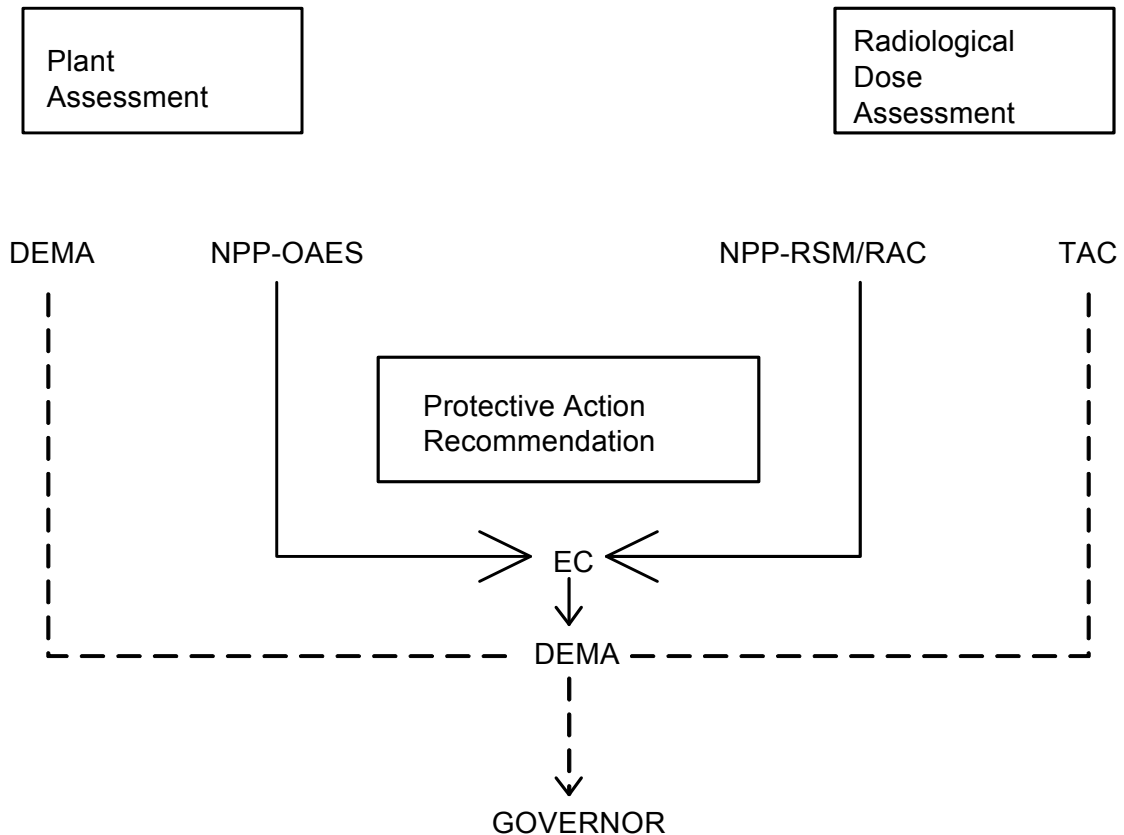 Plant
Assessment
Radiological
Dose
Assessment
DEMA NPP-OAES NPP-RSM/RAC TAC
Protective Action
Recommendation
EC
DEMA
GOVERNOR